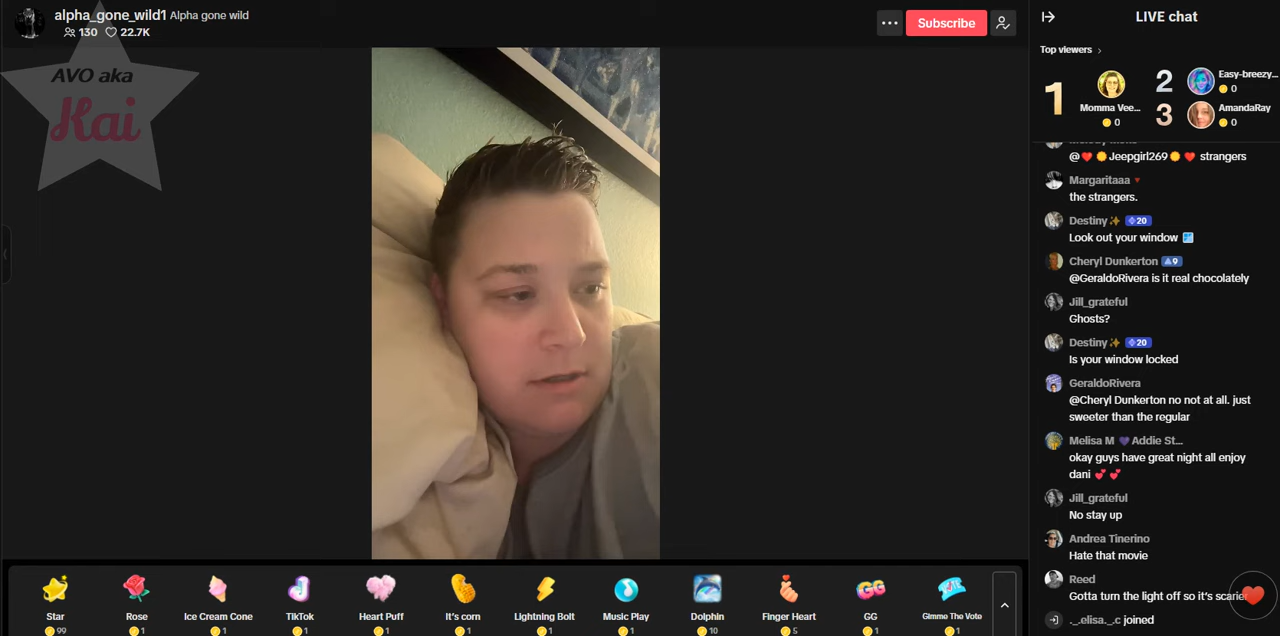 alpha_gone_wild1 Alpha gone wild
130 22.7K
Subscribe
AVO aka
Kai
LIVE chat
Top viewers
1
Momma Vee...
0
2
Easy-breezy...
0
3
AmandaRay
0
@❤️🌼Jeepgirl269🌼❤️ strangers
Margaritaaa
the strangers.
Destiny✨ 20
Look out your window 🪟
Cheryl Dunkerton 9
@GeraldoRivera is it real chocolately
Jill_grateful
Ghosts?
Destiny✨ 20
Is your window locked
GeraldoRivera
@Cheryl Dunkerton no not at all. just
sweeter than the regular
Melisa M 💜Addie St...
okay guys have great night all enjoy
dani 💕 💕
Jill_grateful
No stay up
Andrea Tinerino
Hate that movie
Reed
Gotta turn the light off so it's scarier
._.elisa._.c joined
Star
99
Rose
1
Ice Cream Cone
1
TikTok
1
Heart Puff
1
It's corn
1
Lightning Bolt
1
Music Play
1
Dolphin
10
Finger Heart
5
GG
GG
1
Gimme The Vote
1